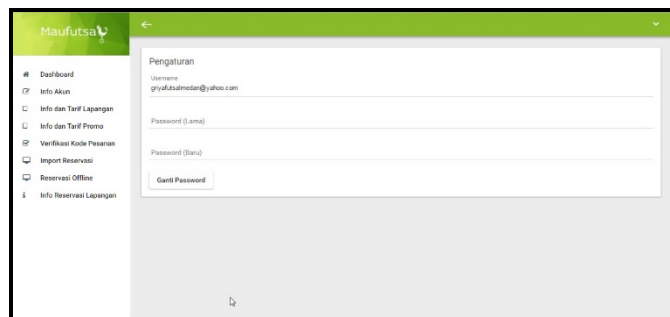 Maufutsal
Dashboard
Info Akun
Info dan Tarif Lapangan
Info dan Tarif Promo
Verifikasi Kode Pesanan
Import Reservasi
Reservasi Offline
Info Reservasi Lapangan
Pengaturan
Username
griyafutsalmedan@yahoo.com
Password (Lama)
Password (Baru)
Ganti Password